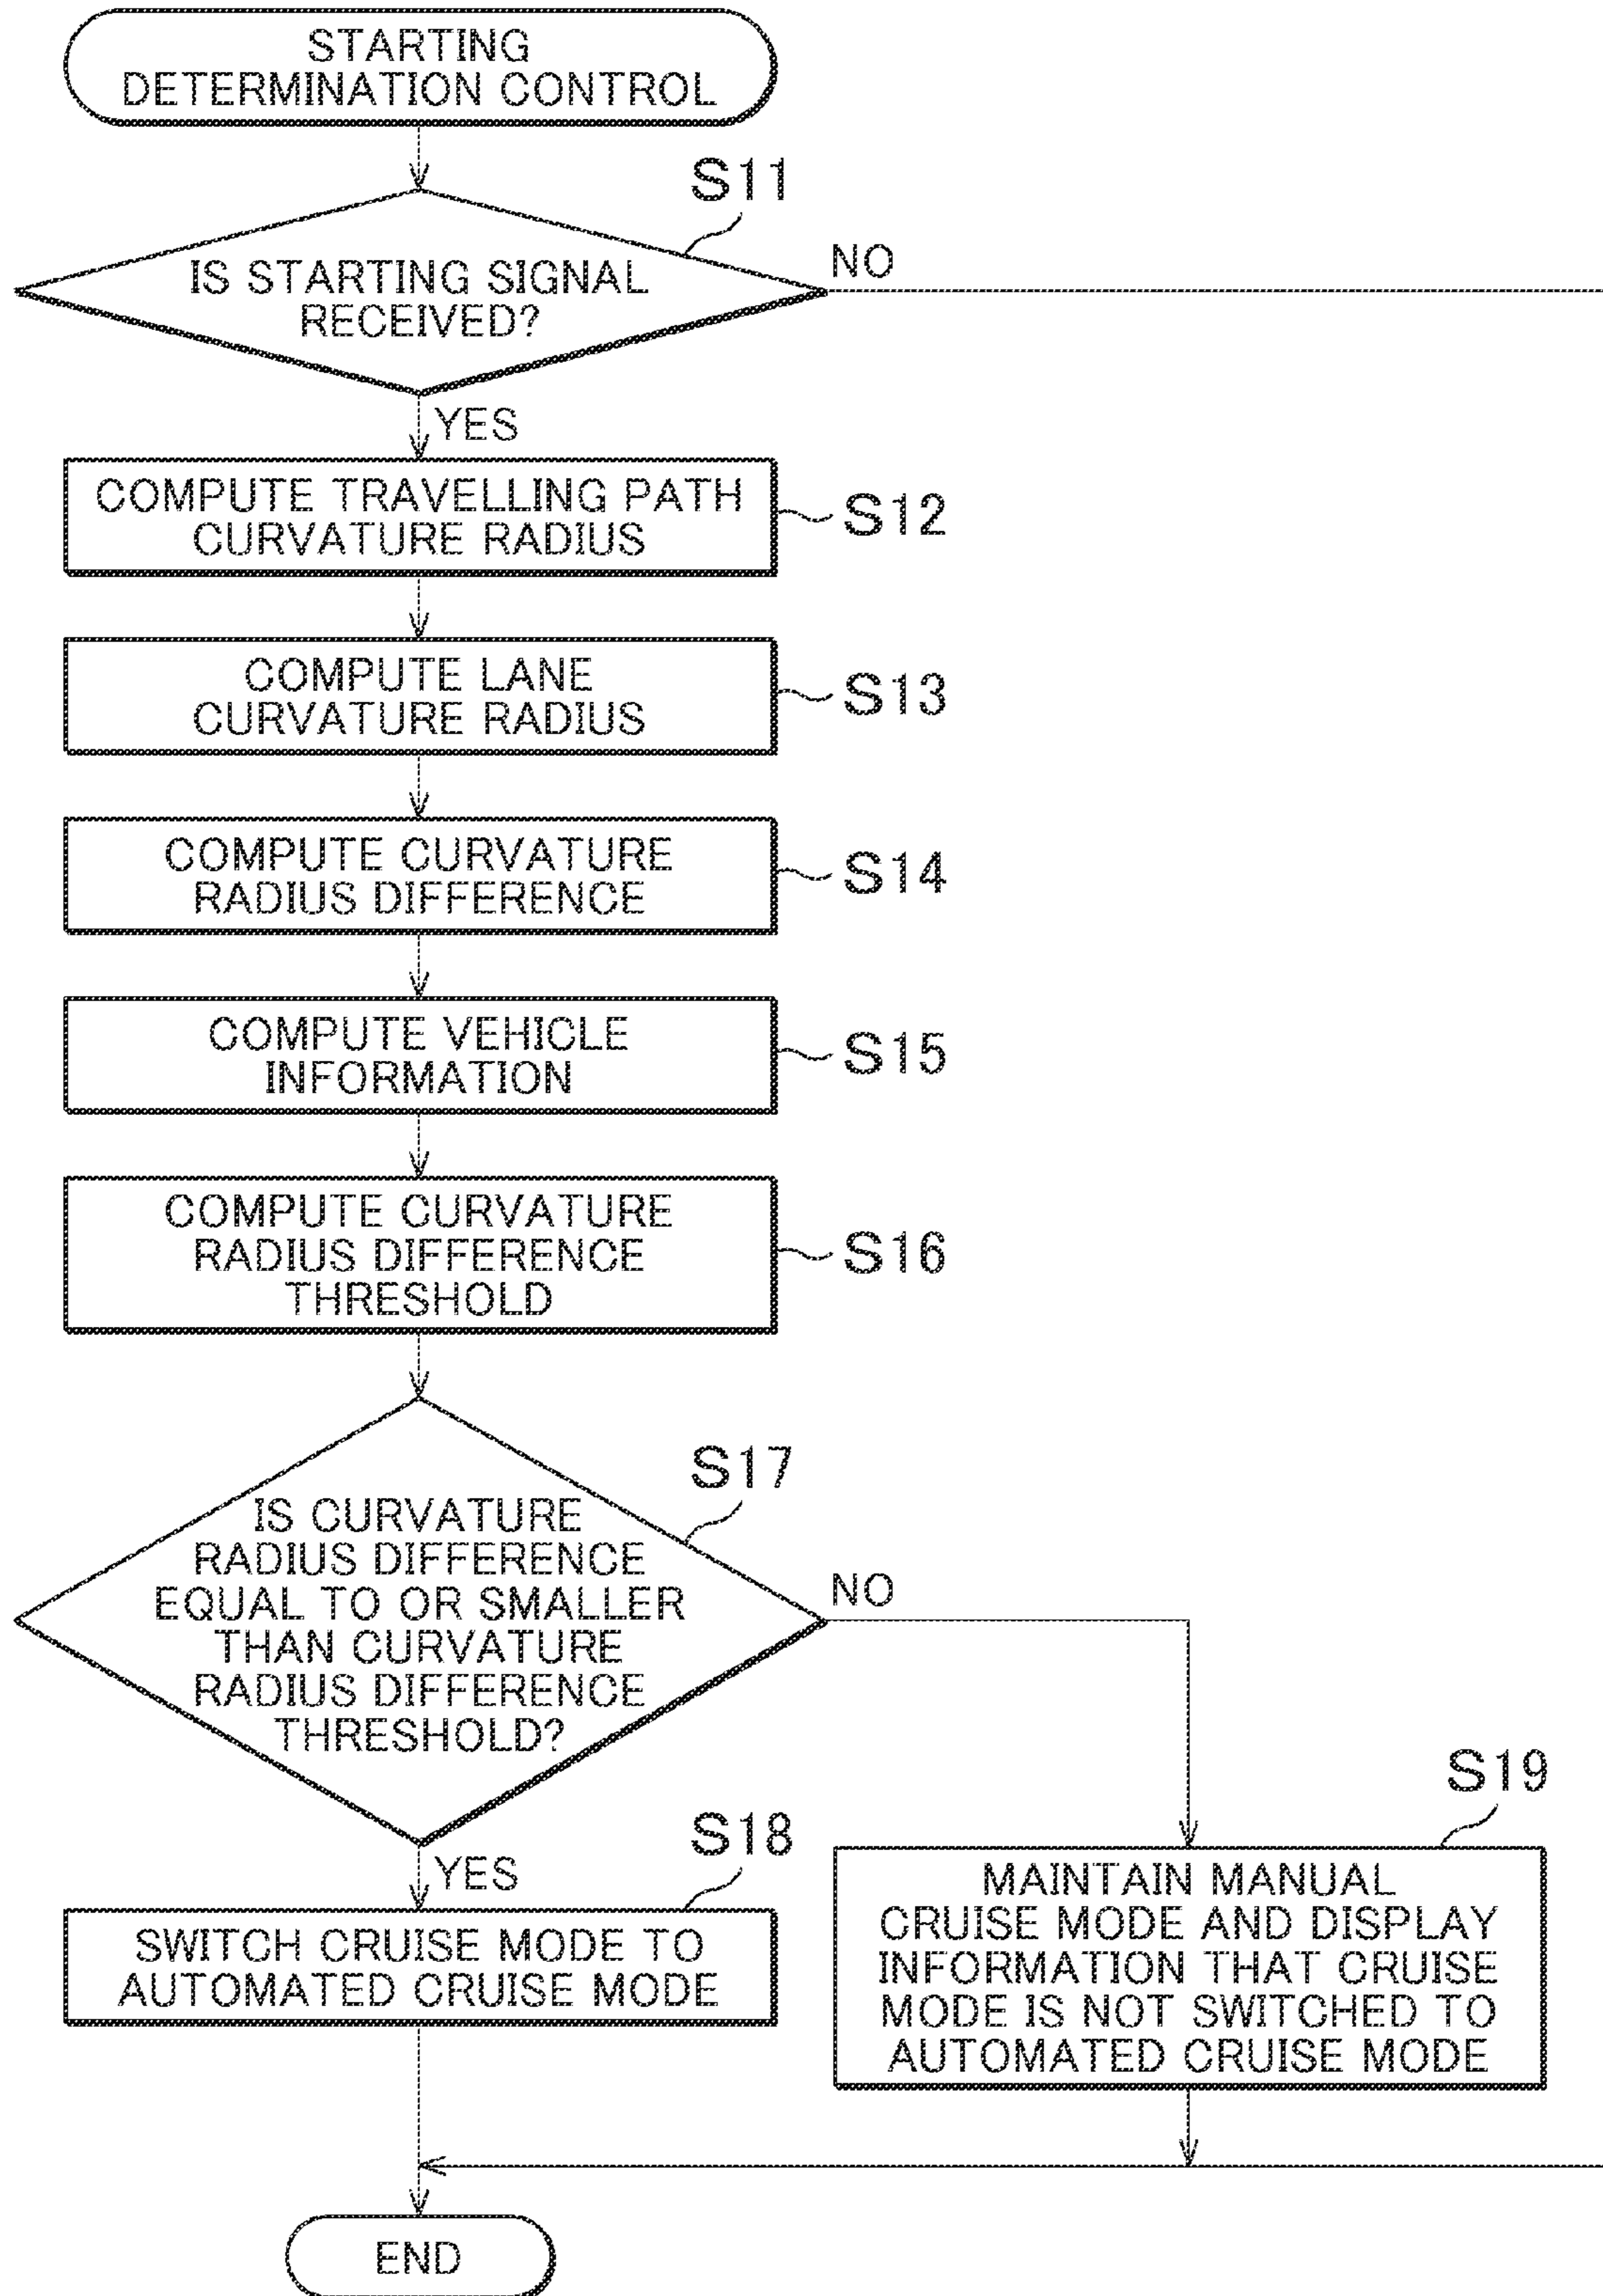 STARTING
DETERMINATION CONTROL
S11
IS STARTING SIGNAL
RECEIVED?
NO
YES
COMPUTE TRAVELLING PATH
CURVATURE RADIUS
S12
COMPUTE LANE
CURVATURE RADIUS
S13
COMPUTE CURVATURE
RADIUS DIFFERENCE
S14
COMPUTE VEHICLE
INFORMATION
S15
COMPUTE CURVATURE
RADIUS DIFFERENCE
THRESHOLD
S16
S17
IS CURVATURE
RADIUS DIFFERENCE
EQUAL TO OR SMALLER
THAN CURVATURE
RADIUS DIFFERENCE
THRESHOLD?
NO
YES
S18
SWITCH CRUISE MODE TO
AUTOMATED CRUISE MODE
S19
MAINTAIN MANUAL
CRUISE MODE AND DISPLAY
INFORMATION THAT CRUISE
MODE IS NOT SWITCHED TO
AUTOMATED CRUISE MODE
END